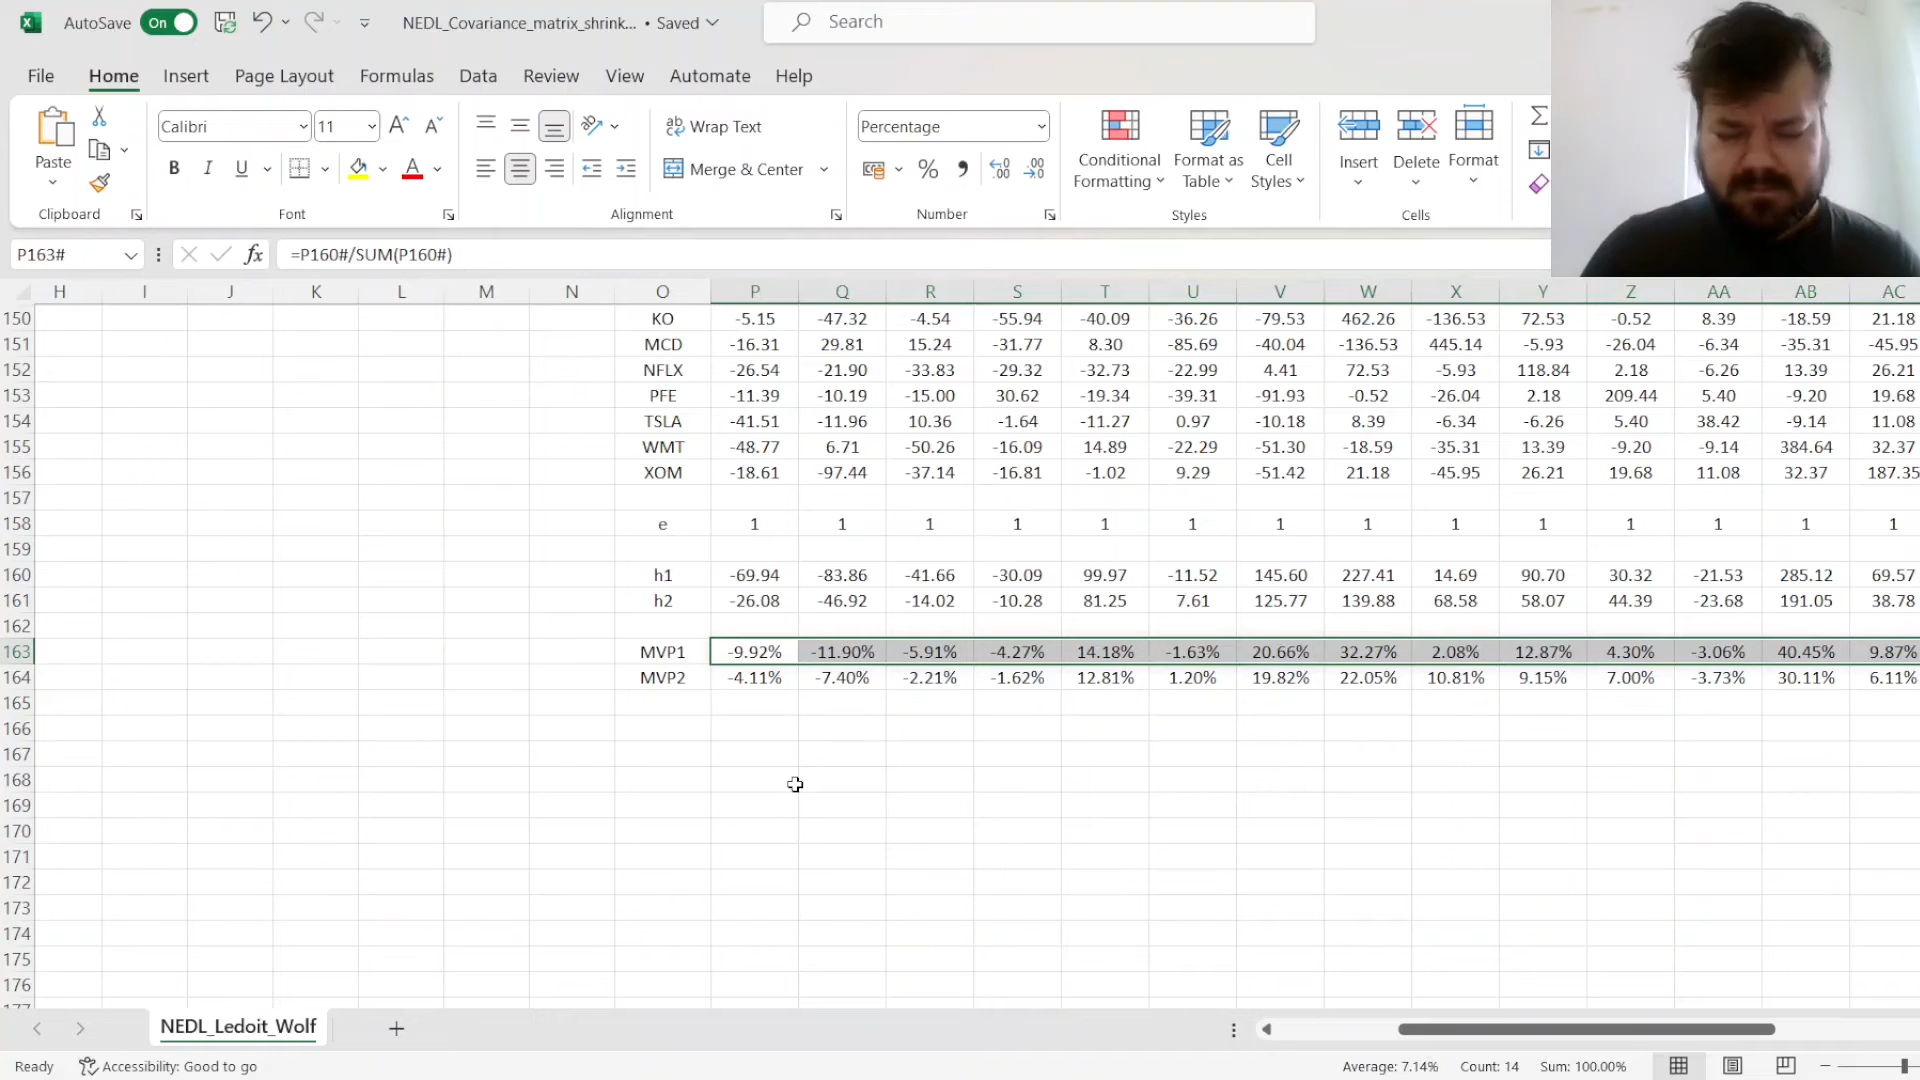 AutoSave On NEDL_Covariance_matrix_shrink... • Saved Search
File Home Insert Page Layout Formulas Data Review View Automate Help
Calibri 11 Wrap Text Percentage
Paste B I U A Merge & Center % Conditional Formatting Format as Table Cell Styles Insert Delete Format
Clipboard Font Alignment Number Styles Cells
P163# fx =P160#/SUM(P160#)
H I J K L M N O P Q R S T U V W X Y Z AA AB AC
150 KO -5.15 -47.32 -4.54 -55.94 -40.09 -36.26 -79.53 462.26 -136.53 72.53 -0.52 8.39 -18.59 21.18
151 MCD -16.31 29.81 15.24 -31.77 8.30 -85.69 -40.04 -136.53 445.14 -5.93 -26.04 -6.34 -35.31 -45.95
152 NFLX -26.54 -21.90 -33.83 -29.32 -32.73 -22.99 4.41 72.53 -5.93 118.84 2.18 -6.26 13.39 26.21
153 PFE -11.39 -10.19 -15.00 30.62 -19.34 -39.31 -91.93 -0.52 -26.04 2.18 209.44 5.40 -9.20 19.68
154 TSLA -41.51 -11.96 10.36 -1.64 -11.27 0.97 -10.18 8.39 -6.34 -6.26 5.40 38.42 -9.14 11.08
155 WMT -48.77 6.71 -50.26 -16.09 14.89 -22.29 -51.30 -18.59 -35.31 13.39 -9.20 -9.14 384.64 32.37
156 XOM -18.61 -97.44 -37.14 -16.81 -1.02 9.29 -51.42 21.18 -45.95 26.21 19.68 11.08 32.37 187.35
157
158 e 1 1 1 1 1 1 1 1 1 1 1 1 1 1
159
160 h1 -69.94 -83.86 -41.66 -30.09 99.97 -11.52 145.60 227.41 14.69 90.70 30.32 -21.53 285.12 69.57
161 h2 -26.08 -46.92 -14.02 -10.28 81.25 7.61 125.77 139.88 68.58 58.07 44.39 -23.68 191.05 38.78
162
163 MVP1 -9.92% -11.90% -5.91% -4.27% 14.18% -1.63% 20.66% 32.27% 2.08% 12.87% 4.30% -3.06% 40.45% 9.87%
164 MVP2 -4.11% -7.40% -2.21% -1.62% 12.81% 1.20% 19.82% 22.05% 10.81% 9.15% 7.00% -3.73% 30.11% 6.11%
165
166
167
168
169
170
171
172
173
174
175
176
NEDL_Ledoit_Wolf
Ready Accessibility: Good to go Average: 7.14% Count: 14 Sum: 100.00%